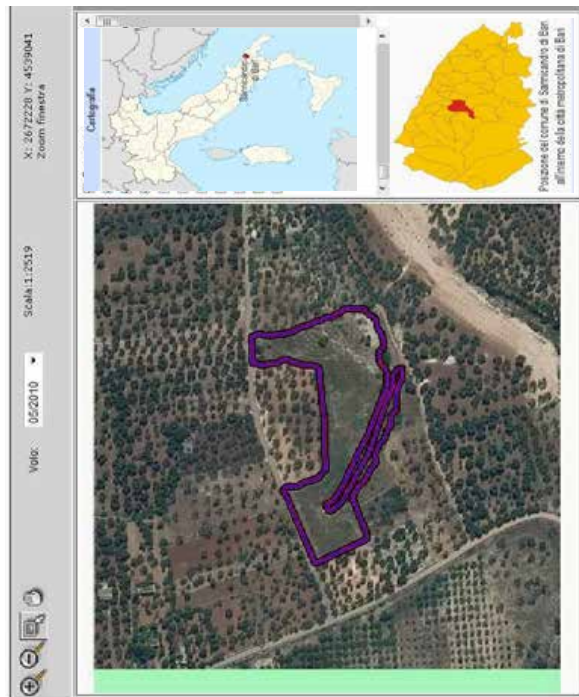 Volo: 05/2010
Scala:1:2519
X: 2672228 Y: 4539041
Zoom finestra
Cartografia
Sannicandro
di Bari
Posizione del comune di Sannicandro di Bari
all'interno della città metropolitana di Bari